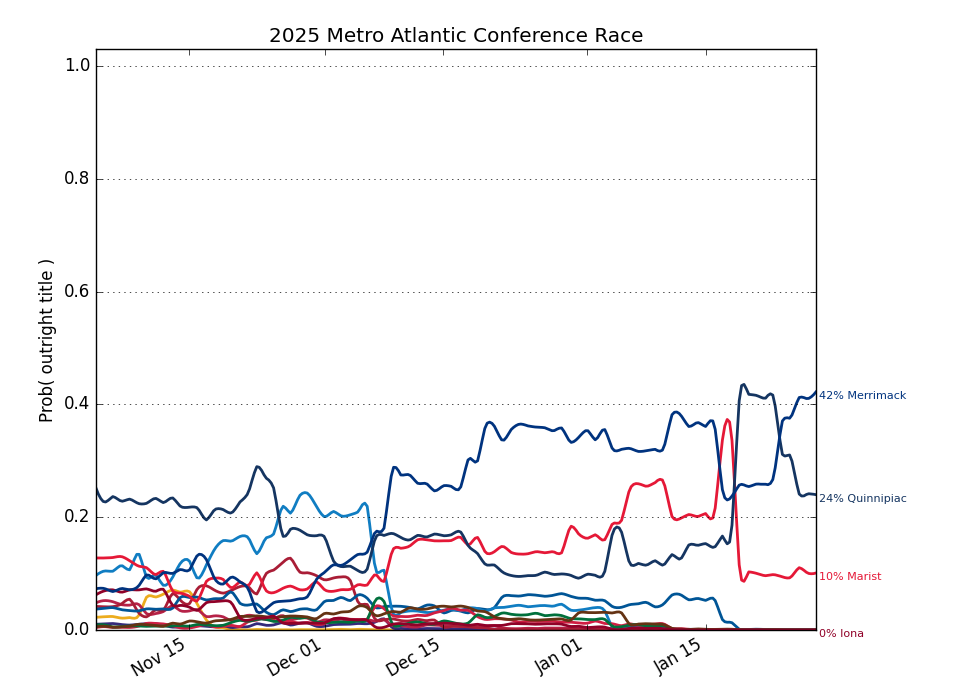 2025 Metro Atlantic Conference Race
Prob( outright title )
1.0
0.8
0.6
0.4
0.2
0.0
42% Merrimack
24% Quinnipiac
10% Marist
0% Iona
Nov 15
Dec 01
Dec 15
Jan 01
Jan 15